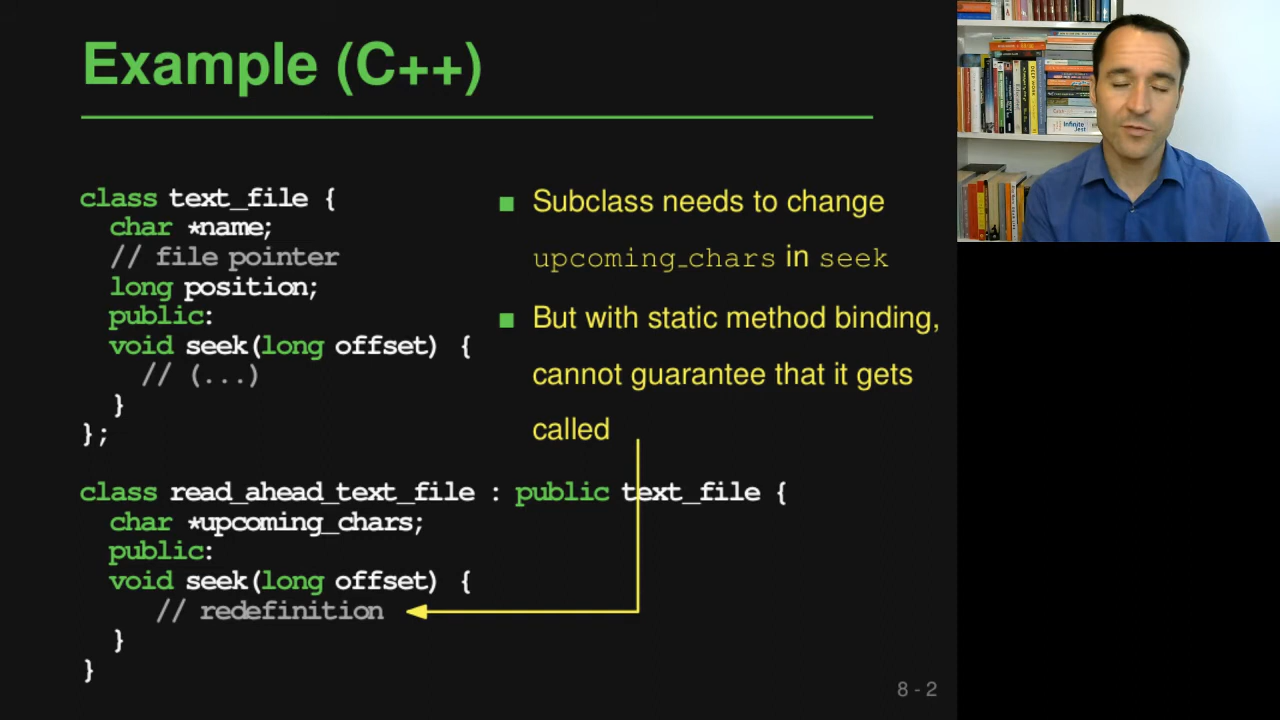 Example (C++)
class text_file {
char *name;
// file pointer
long position;
public:
void seek(long offset) {
// (...)
}
};
class read_ahead_text_file : public text_file {
char *upcoming_chars;
public:
void seek(long offset) {
// redefinition
}
}
Subclass needs to change
upcoming_chars in seek
But with static method binding,
cannot guarantee that it gets
called
8 - 2
Infinite
Jest